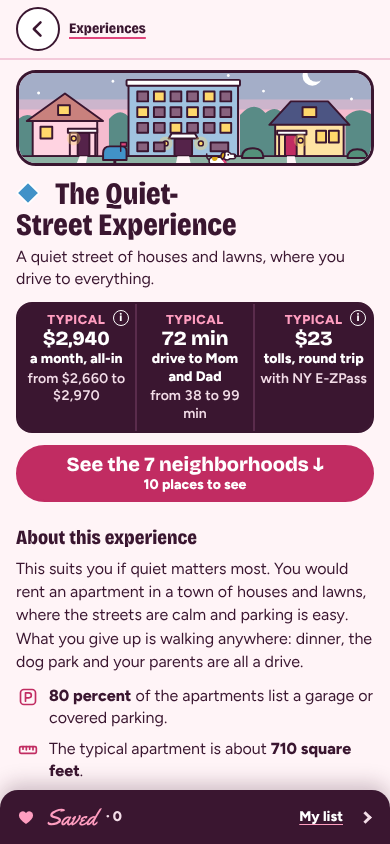 Experiences
The Quiet-
Street Experience
A quiet street of houses and lawns, where you
drive to everything.
TYPICAL
$2,940
a month, all-in
from $2,660 to
$2,970
TYPICAL
72 min
drive to Mom
and Dad
from 38 to 99
min
TYPICAL
$23
tolls, round trip
with NY E-ZPass
See the 7 neighborhoods ↓
10 places to see
About this experience
This suits you if quiet matters most. You would
rent an apartment in a town of houses and lawns,
where the streets are calm and parking is easy.
What you give up is walking anywhere: dinner, the
dog park and your parents are all a drive.
P
80 percent of the apartments list a garage or
covered parking.
The typical apartment is about 710 square
feet.
Saved · 0
My list